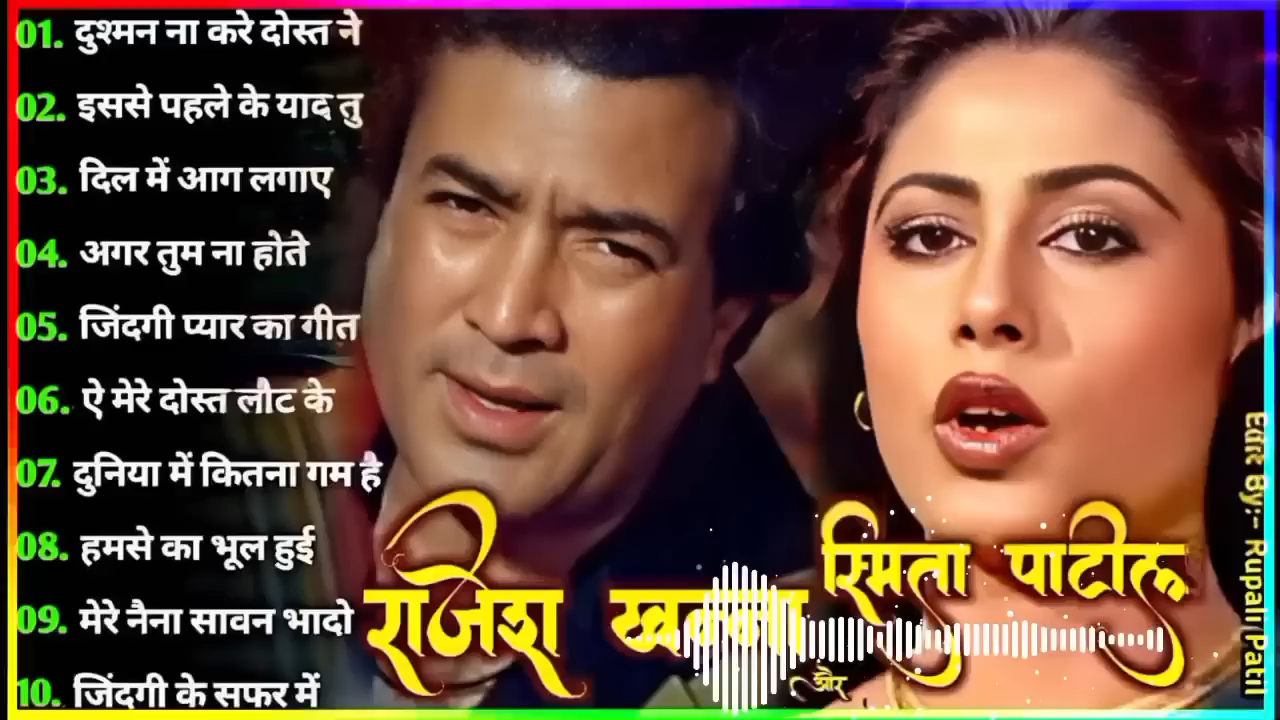 01. दुश्मन ना करे दोस्त ने
02. इससे पहले के याद तु
03. दिल में आग लगाए
04. अगर तुम ना होते
05. जिंदगी प्यार का गीत
06. ऐ मेरे दोस्त लौट के
07. दुनिया में कितना गम है
08. हमसे का भूल हुई
09. मेरे नैना सावन भादो
10. जिंदगी के सफर में
राजेश खन्ना
और
स्मिता पाटील
Edit By:- Rupali Patil